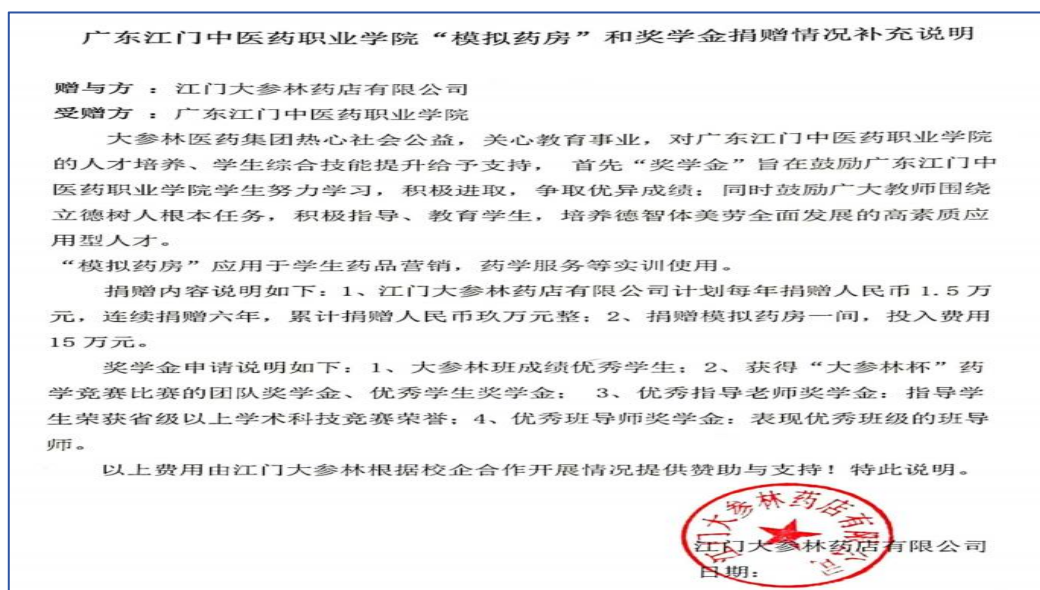 广东江门中医药职业学院“模拟药房”和奖学金捐赠情况补充说明
赠与方 ：江门大参林药店有限公司
受赠方 ：广东江门中医药职业学院
大参林医药集团热心社会公益，关心教育事业，对广东江门中医药职业学院
的人才培养、学生综合技能提升给予支持， 首先“奖学金”旨在鼓励广东江门中
医药职业学院学生努力学习，积极进取，争取优异成绩；同时鼓励广大教师围绕
立德树人根本任务，积极指导、教育学生，培养德智体美劳全面发展的高素质应
用型人才。
“模拟药房”应用于学生药品营销，药学服务等实训使用。
捐赠内容说明如下：1、江门大参林药店有限公司计划每年捐赠人民币 1.5 万
元，连续捐赠六年，累计捐赠人民币玖万元整；2、捐赠模拟药房一间，投入费用
15 万元。
奖学金申请说明如下：1、大参林班成绩优秀学生；2、获得“大参林杯”药
学竞赛比赛的团队奖学金、优秀学生奖学金； 3、优秀指导老师奖学金：指导学
生荣获省级以上学术科技竞赛荣誉；4、优秀班导师奖学金：表现优秀班级的班导
师。
以上费用由江门大参林根据校企合作开展情况提供赞助与支持！特此说明。
江门大参林药店有限公司
江门大参林药店有限公司
日期：